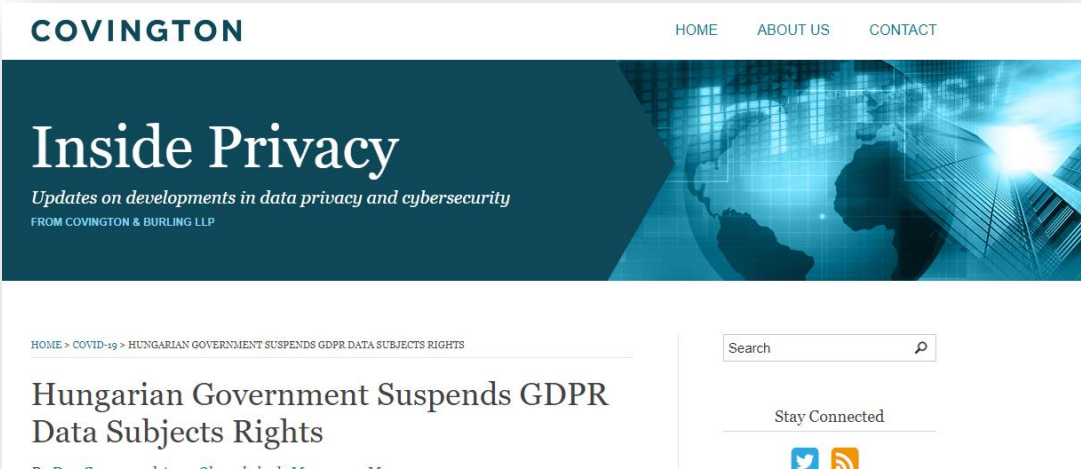 COVINGTON
HOME ABOUT US CONTACT
Inside Privacy
Updates on developments in data privacy and cybersecurity
FROM COVINGTON & BURLING LLP
HOME > COVID-19 > HUNGARIAN GOVERNMENT SUSPENDS GDPR DATA SUBJECTS RIGHTS
Hungarian Government Suspends GDPR
Data Subjects Rights
Search
Stay Connected